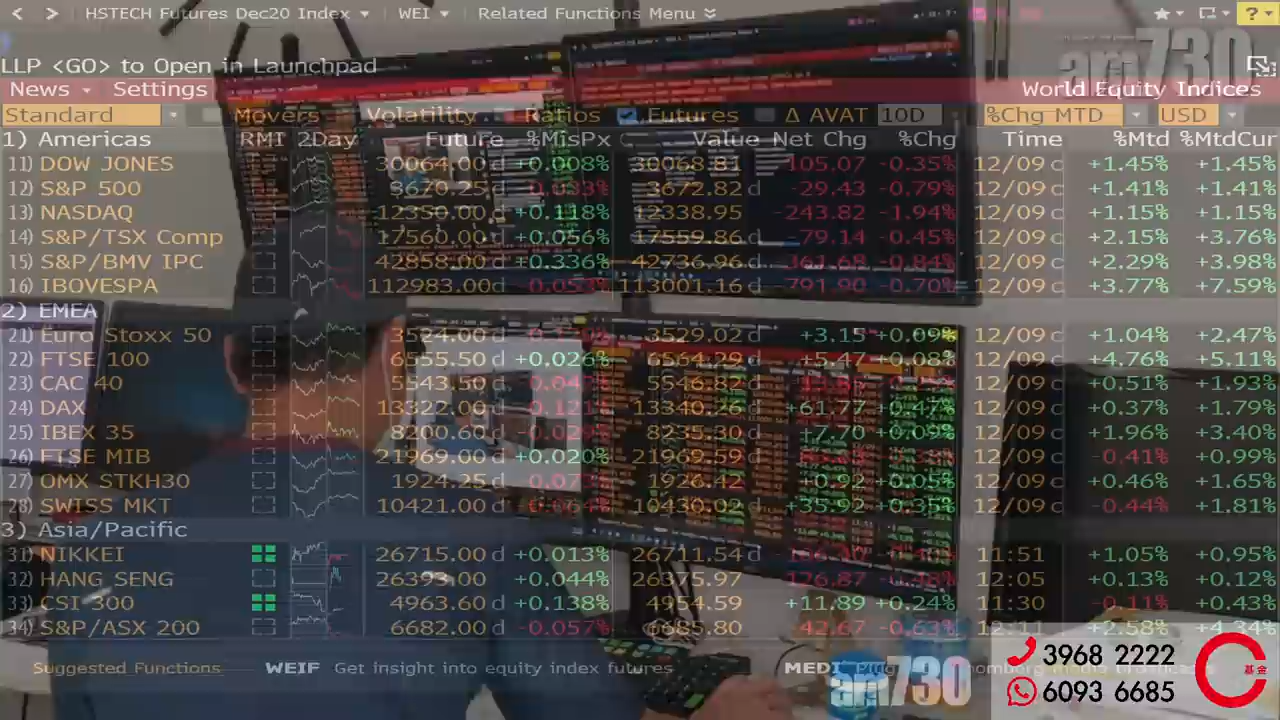 < > HSTECH Futures Dec20 Index WEI Related Functions Menu
am730
LLP <GO> to Open in Launchpad
News Settings World Equity Indices
Standard Movers Volatility Ratios Futures Δ AVAT 10D %Chg MTD USD
1) Americas RMI 2Day Future %MisPx Value Net Chg %Chg Time %Mtd %MtdCur
11) DOW JONES 30064.00 d +0.008% 30068.81 -105.07 -0.35% 12/09 c +1.45% +1.45%
12) S&P 500 3670.25 d 3672.82 d -29.43 -0.79% 12/09 c +1.41% +1.41%
13) NASDAQ 12350.00 d +0.118% 12338.95 -243.82 -1.94% 12/09 c +1.15% +1.15%
14) S&P/TSX Comp 17560.00 d +0.056% 17559.86 d -79.14 -0.45% 12/09 c +2.15% +3.76%
15) S&P/BMV IPC 42858.00 d +0.336% 42736.96 -361.68 -0.84% 12/09 c +2.29% +3.98%
16) IBOVESPA 112983.00 d 113001.16 d -791.90 -0.70% 12/09 c +3.77% +7.59%
2) EMEA
21) Euro Stoxx 50 3524.00 d 3529.02 d +3.15 +0.09% 12/09 c +1.04% +2.47%
22) FTSE 100 6555.50 d +0.026% 6564.29 d +5.47 +0.08% 12/09 c +4.76% +5.11%
23) CAC 40 5543.50 d 5546.82 d 12/09 c +0.51% +1.93%
24) DAX 13322.00 d 13340.26 d +61.77 +0.47% 12/09 c +0.37% +1.79%
25) IBEX 35 8200.60 d 8235.30 d +7.70 +0.09% 12/09 c +1.96% +3.40%
26) FTSE MIB 21969.00 d +0.020% 21969.59 12/09 c -0.41% +0.99%
27) OMX STKH30 1924.25 d 1926.42 +0.92 +0.05% 12/09 c +0.46% +1.65%
28) SWISS MKT 10421.00 d 10430.02 d +35.92 +0.35% 12/09 c -0.44% +1.81%
3) Asia/Pacific
31) NIKKEI 26715.00 d +0.013% 26711.54 d 11:51 +1.05% +0.95%
32) HANG SENG 26393.00 d +0.044% 26375.97 126.87 12:05 +0.13% +0.12%
33) CSI 300 4963.60 d +0.138% 4954.59 +11.89 +0.24% 11:30 -0.11% +0.43%
34) S&P/ASX 200 6682.00 d -0.057% 6685.80 42.67 -0.63% 12:11 +2.58% +4.34%
Suggested Functions WEIF Get insight into equity index futures MEDI
am730
3968 2222
6093 6685
基金